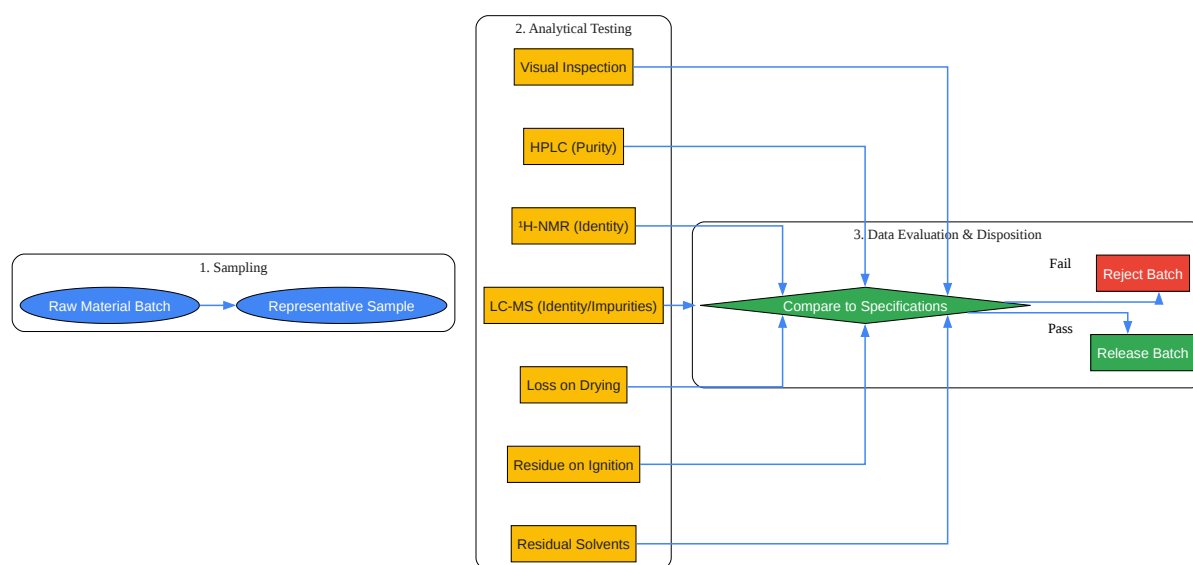 1. Sampling
Raw Material Batch
Representative Sample
2. Analytical Testing
Visual Inspection
HPLC (Purity)
¹H-NMR (Identity)
LC-MS (Identity/Impurities)
Loss on Drying
Residue on Ignition
Residual Solvents
3. Data Evaluation & Disposition
Compare to Specifications
Fail
Reject Batch
Pass
Release Batch